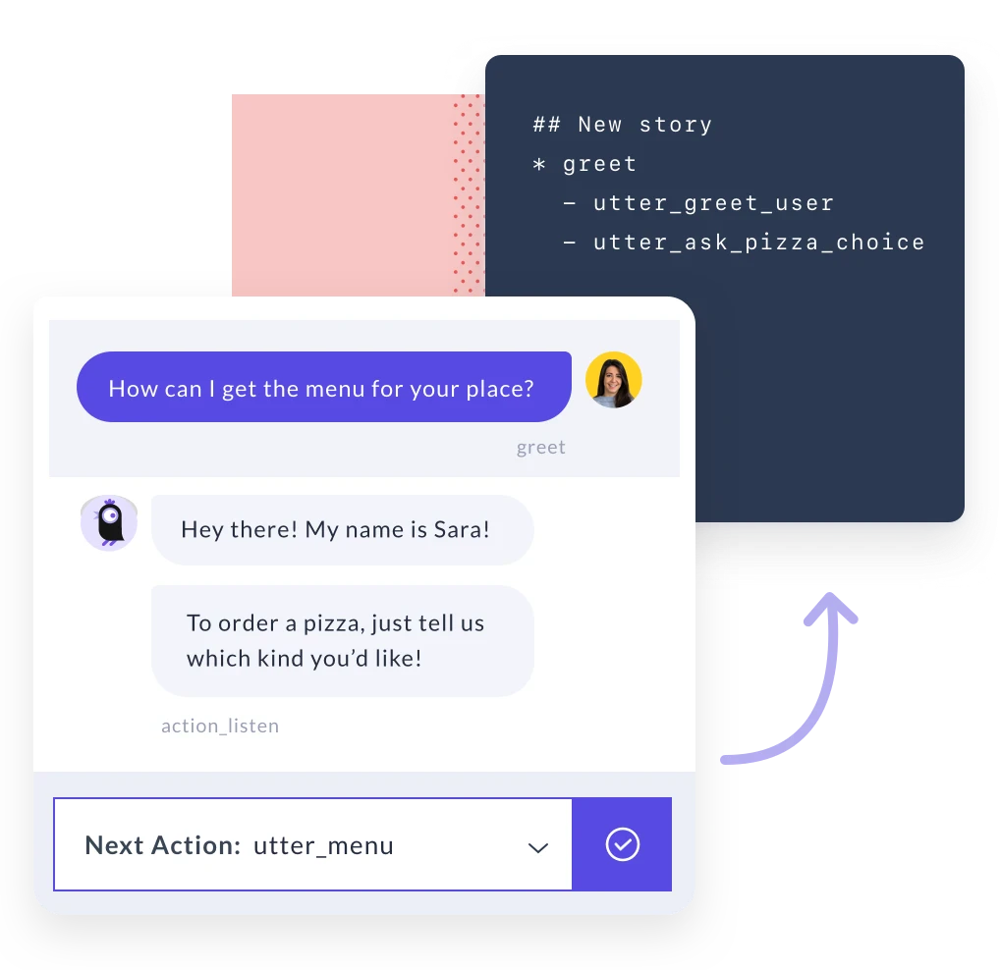 ## New story
* greet
– utter_greet_user
– utter_ask_pizza_choice
How can I get the menu for your place?
greet
Hey there! My name is Sara!
To order a pizza, just tell us
which kind you’d like!
action_listen
Next Action: utter_menu